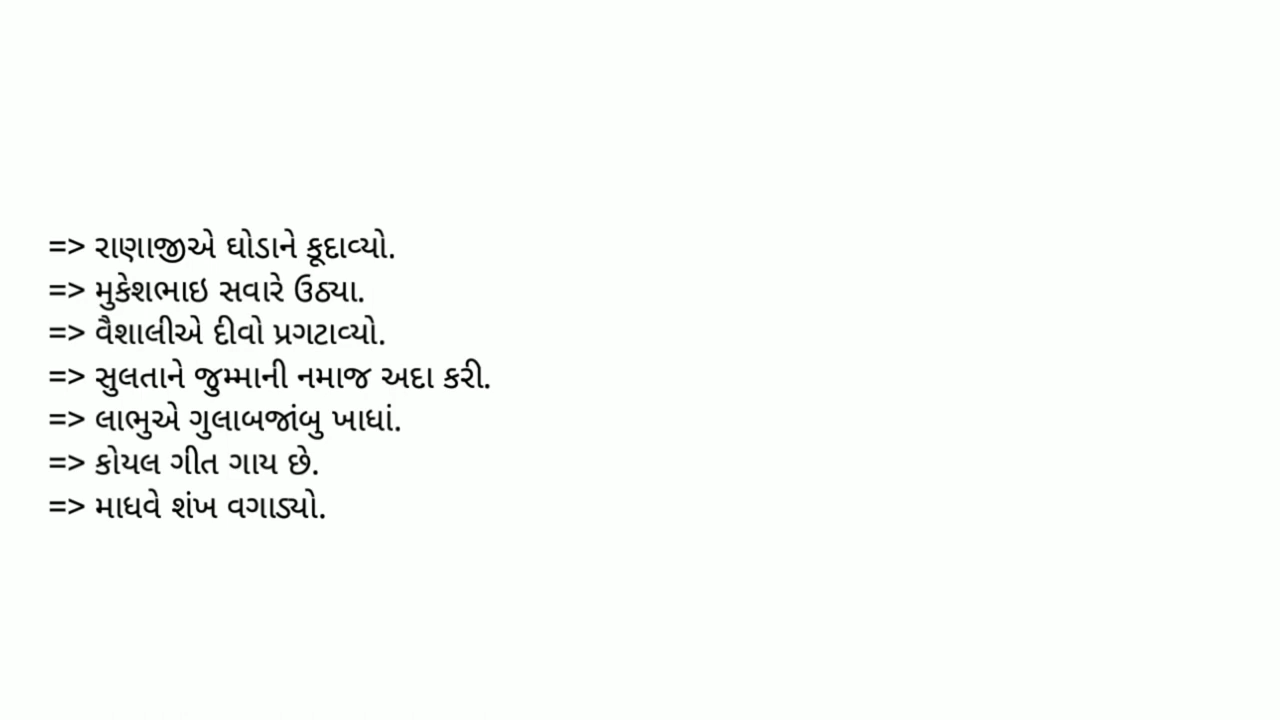 => રાણાજીએ ઘોડાને કૂદાવ્યો.
=> મુકેશભાઇ સવારે ઉઠ્યા.
=> વૈશાલીએ દીવો પ્રગટાવ્યો.
=> સુલતાને જુમ્માની નમાજ અદા કરી.
=> લાભુએ ગુલાબજાંબુ ખાધાં.
=> કોયલ ગીત ગાય છે.
=> માધવે શંખ વગાડ્યો.